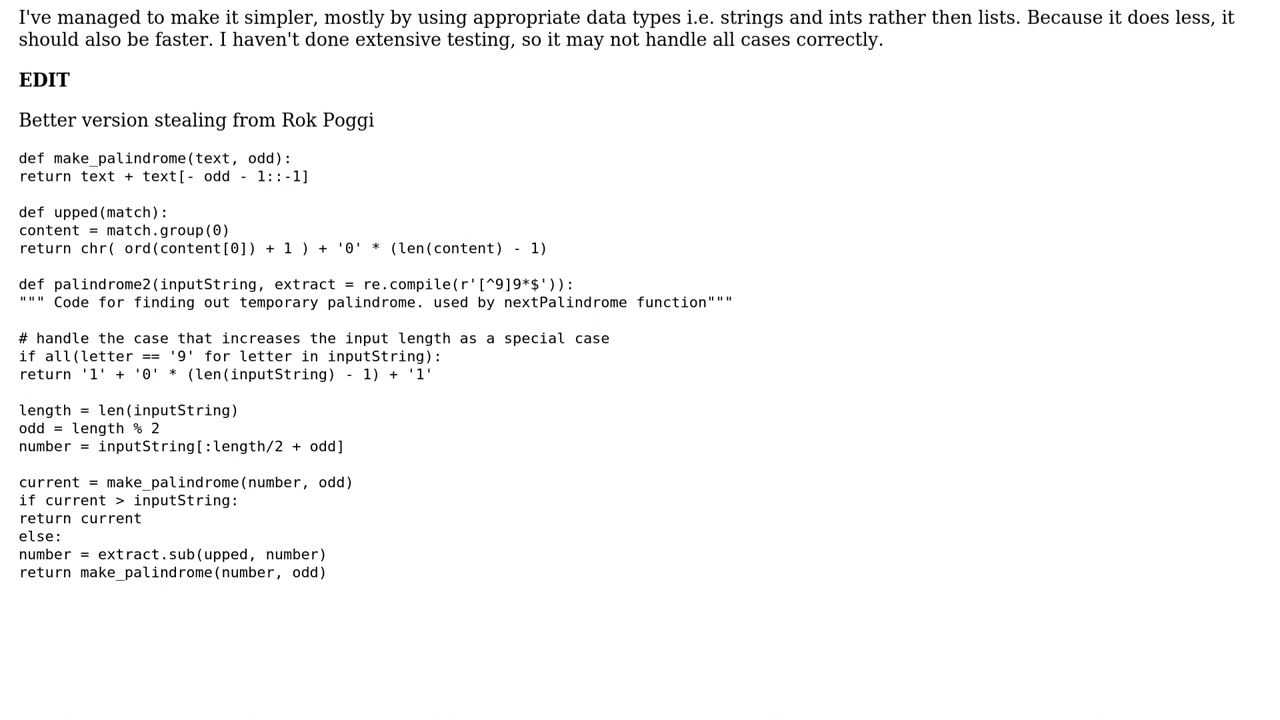 I've managed to make it simpler, mostly by using appropriate data types i.e. strings and ints rather then lists. Because it does less, it
should also be faster. I haven't done extensive testing, so it may not handle all cases correctly.
EDIT
Better version stealing from Rok Poggi
def make_palindrome(text, odd):
return text + text[- odd - 1::-1]
def upped(match):
content = match.group(0)
return chr( ord(content[0]) + 1 ) + '0' * (len(content) - 1)
def palindrome2(inputString, extract = re.compile(r'[^9]9*$')):
""" Code for finding out temporary palindrome. used by nextPalindrome function"""
# handle the case that increases the input length as a special case
if all(letter == '9' for letter in inputString):
return '1' + '0' * (len(inputString) - 1) + '1'
length = len(inputString)
odd = length % 2
number = inputString[:length/2 + odd]
current = make_palindrome(number, odd)
if current > inputString:
return current
else:
number = extract.sub(upped, number)
return make_palindrome(number, odd)